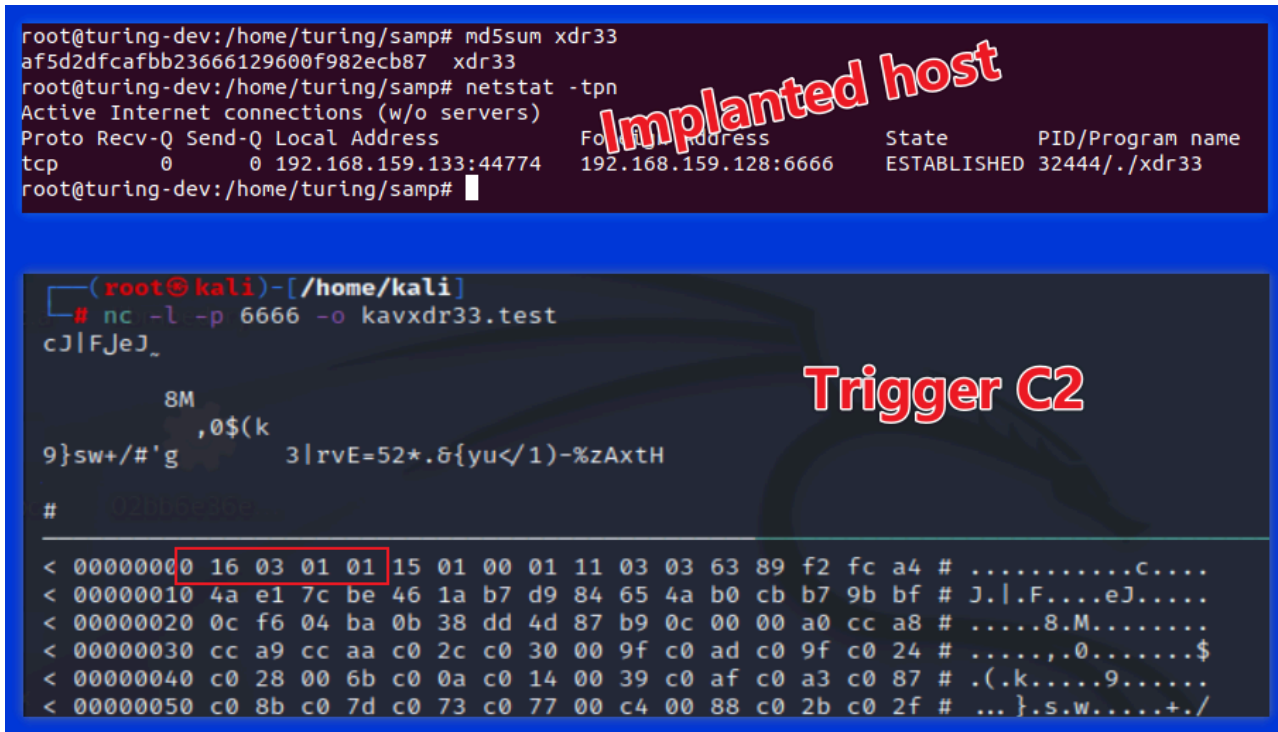 root@turing-dev:/home/turing/samp# md5sum xdr33
af5d2dfcafbb23666129600f982ecb87  xdr33
root@turing-dev:/home/turing/samp# netstat -tpn
Active Internet connections (w/o servers)
Proto Recv-Q Send-Q Local Address           Address         State       PID/Program name
tcp        0      0 192.168.159.133:44774   192.168.159.128:6666    ESTABLISHED 32444/./xdr33
root@turing-dev:/home/turing/samp#
Implanted host
(root㉿kali)-[/home/kali]
# nc -l -p 6666 -o kavxdr33.test
cJ|FڸeJ˷
8M
,0$(k
9}sw+/#'g        3|rvE=52*.&{yu</1)-%zAxtH
#
Trigger C2
< 00000000 16 03 01 01 15 01 00 01 11 03 03 63 89 f2 fc a4 # ...........c....
< 00000010 4a e1 7c be 46 1a b7 d9 84 65 4a b0 cb b7 9b bf # J.|.F....eJ.....
< 00000020 0c f6 04 ba 0b 38 dd 4d 87 b9 0c 00 00 a0 cc a8 # .....8.M........
< 00000030 cc a9 cc aa c0 2c c0 30 00 9f c0 ad c0 9f c0 24 # .....,.0.......$
< 00000040 c0 28 00 6b c0 0a c0 14 00 39 c0 af c0 a3 c0 87 # .(.k.....9......
< 00000050 c0 8b c0 7d c0 73 c0 77 00 c4 00 88 c0 2b c0 2f # ...}.s.w.....+./